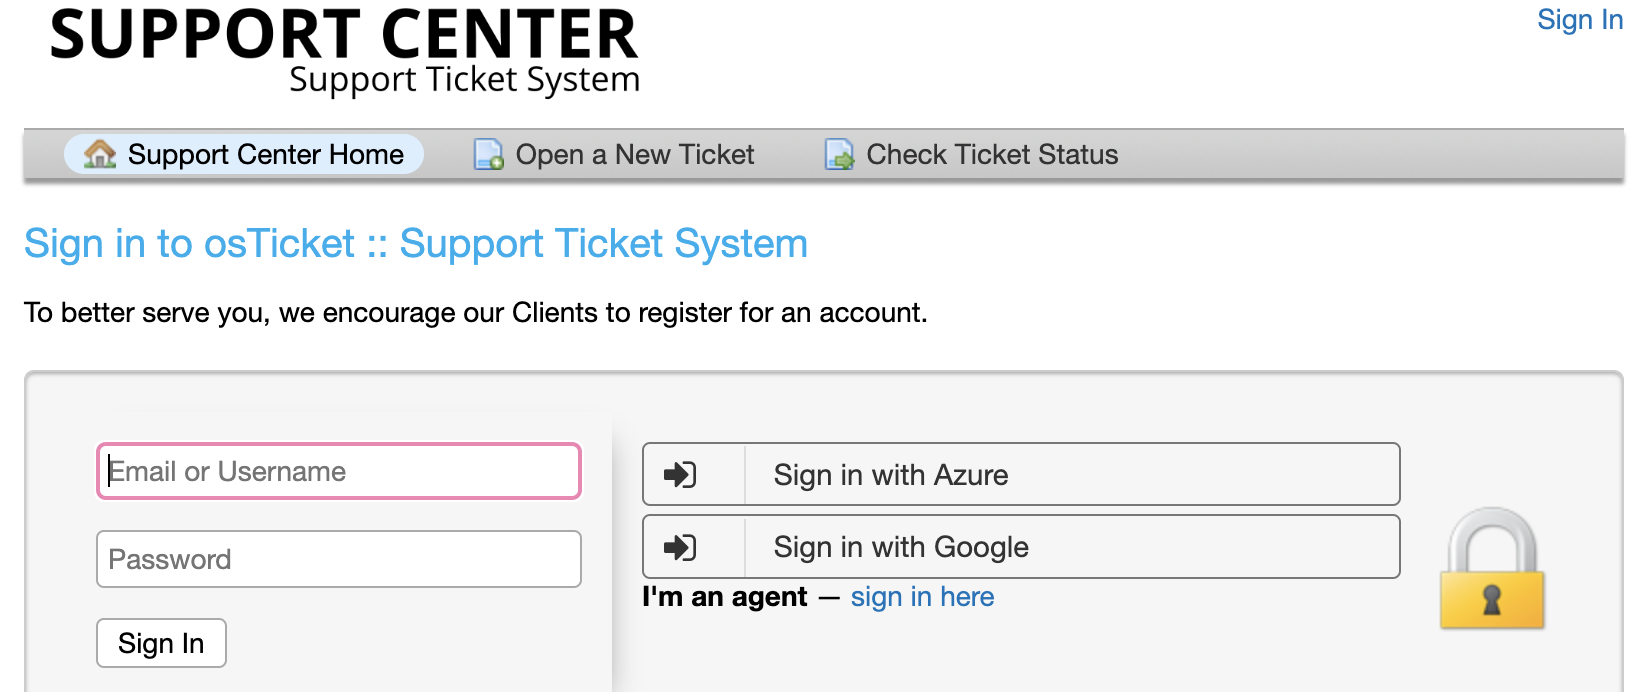 SUPPORT CENTER
Support Ticket System
Sign In
Support Center Home
Open a New Ticket
Check Ticket Status
Sign in to osTicket :: Support Ticket System
To better serve you, we encourage our Clients to register for an account.
Email or Username
Password
Sign In
Sign in with Azure
Sign in with Google
I'm an agent — sign in here